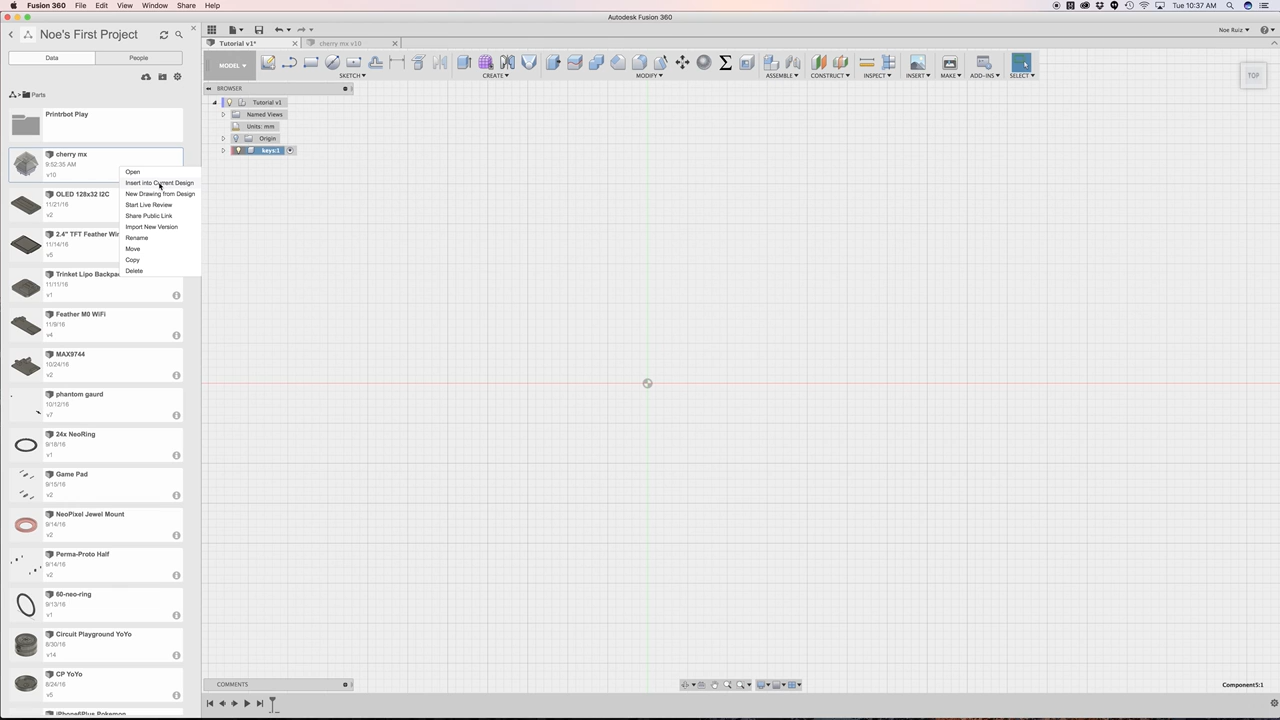 Fusion 360 File Edit View Window Share Help Tue 10:37 AM Noe Ruiz
Autodesk Fusion 360
Noe's First Project
Noe Ruiz
Tutorial v1* cherry mx v10
Data People
MODEL SKETCH CREATE MODIFY ASSEMBLE CONSTRUCT INSPECT INSERT MAKE ADD-INS SELECT
TOP
BROWSER
> Parts
Tutorial v1
Named Views
Units: mm
Origin
keys:1
Printrbot Play
cherry mx
9:52:35 AM
v10
Open
Insert into Current Design
New Drawing from Design
Start Live Review
Share Public Link
Import New Version
Rename
Move
Copy
Delete
OLED 128x32 I2C
11/21/16
v2
2.4" TFT Feather Win
11/14/16
v5
Trinket Lipo Backpa
11/11/16
v1
Feather M0 WiFi
11/9/16
v4
MAX9744
10/24/16
v2
phantom gaurd
10/12/16
v7
24x NeoRing
9/18/16
v1
Game Pad
9/15/16
v2
NeoPixel Jewel Mount
9/14/16
v2
Perma-Proto Half
9/14/16
v2
60-neo-ring
9/13/16
v1
Circuit Playground YoYo
8/30/16
v14
CP YoYo
8/24/16
v5
iPhone6Plus Pokemon
COMMENTS
Component5:1